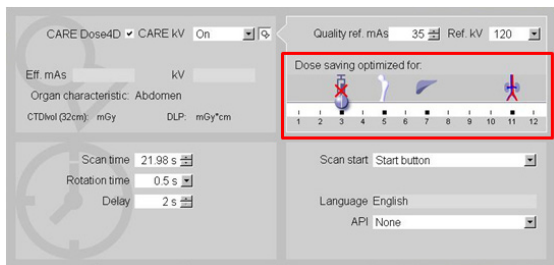 CARE Dose4D CARE kV On
Quality ref. mAs 35 Ref. kV 120
Dose saving optimized for:
Eff. mAs kV
Organ characteristic: Abdomen
CTDIvol (32cm): mGy DLP: mGy*cm
1 2 3 4 5 6 7 8 9 10 11 12
Scan time 21.98 s
Rotation time 0.5 s
Delay 2 s
Scan start Start button
Language English
API None